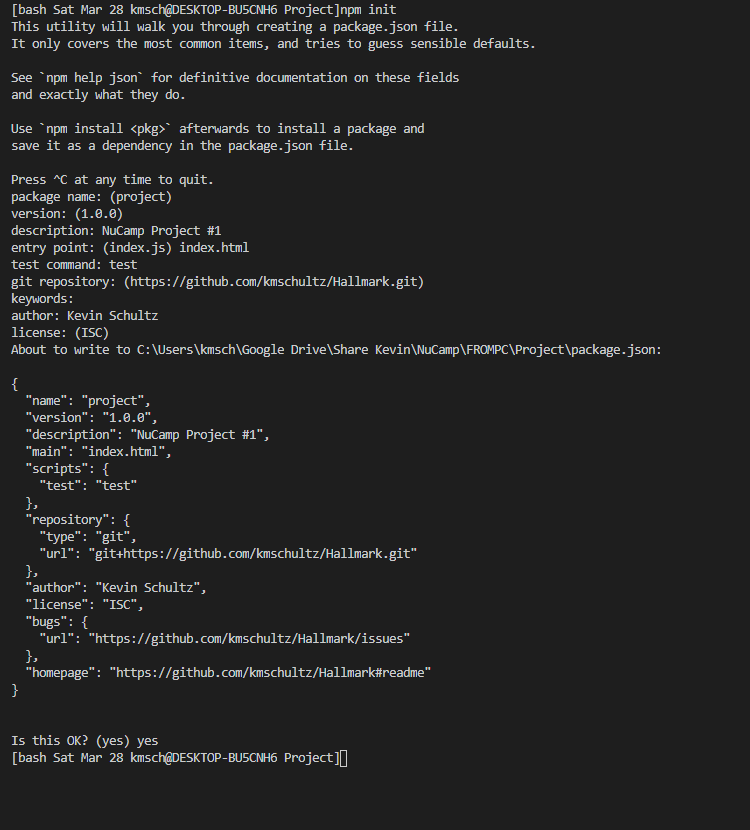 [bash Sat Mar 28 kmsch@DESKTOP-BU5CNH6 Project]npm init
This utility will walk you through creating a package.json file.
It only covers the most common items, and tries to guess sensible defaults.

See `npm help json` for definitive documentation on these fields
and exactly what they do.

Use `npm install <pkg>` afterwards to install a package and
save it as a dependency in the package.json file.

Press ^C at any time to quit.
package name: (project)
version: (1.0.0)
description: NuCamp Project #1
entry point: (index.js) index.html
test command: test
git repository: (https://github.com/kmschultz/Hallmark.git)
keywords:
author: Kevin Schultz
license: (ISC)
About to write to C:\Users\kmsch\Google Drive\Share Kevin\NuCamp\FROMPC\Project\package.json:

{
  "name": "project",
  "version": "1.0.0",
  "description": "NuCamp Project #1",
  "main": "index.html",
  "scripts": {
    "test": "test"
  },
  "repository": {
    "type": "git",
    "url": "git+https://github.com/kmschultz/Hallmark.git"
  },
  "author": "Kevin Schultz",
  "license": "ISC",
  "bugs": {
    "url": "https://github.com/kmschultz/Hallmark/issues"
  },
  "homepage": "https://github.com/kmschultz/Hallmark#readme"
}


Is this OK? (yes) yes
[bash Sat Mar 28 kmsch@DESKTOP-BU5CNH6 Project]